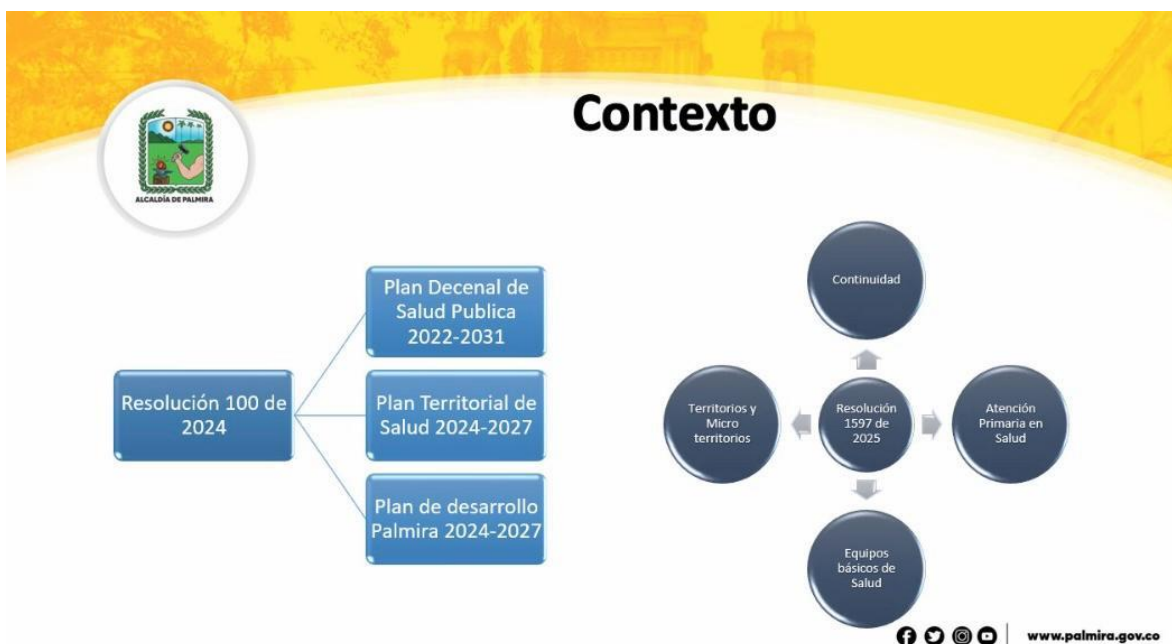 Contexto
ALCALDÍA DE PALMIRA
Resolución 100 de
2024
Plan Decenal de
Salud Publica
2022-2031
Plan Territorial de
Salud 2024-2027
Plan de desarrollo
Palmira 2024-2027
Continuidad
Territorios y
Micro
territorios
Resolución
1597 de
2025
Atención
Primaria en
Salud
Equipos
básicos de
Salud
www.palmira.gov.co